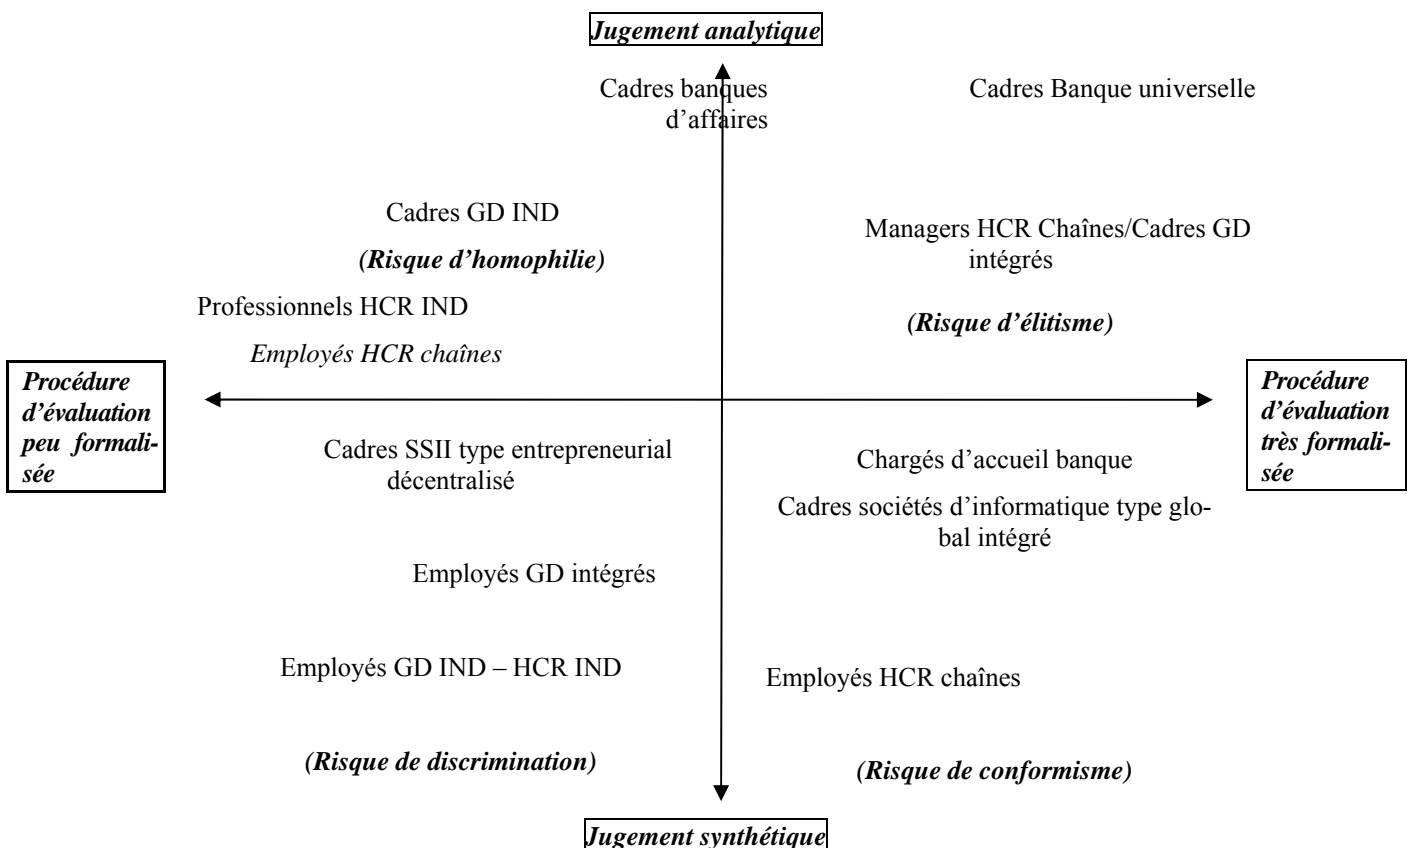 Jugement analytique
Cadres banques
d’affaires
Cadres Banque universelle
Cadres GD IND
(Risque d’homophilie)
Managers HCR Chaînes/Cadres GD
intégrés
Professionnels HCR IND
(Risque d’élitisme)
Employés HCR chaînes
Procédure
d’évaluation
peu formali-
sée
Procédure
d’évaluation
très formali-
sée
Cadres SSII type entrepreneurial
décentralisé
Chargés d’accueil banque
Cadres sociétés d’informatique type glo-
bal intégré
Employés GD intégrés
Employés GD IND – HCR IND
Employés HCR chaînes
(Risque de discrimination)
(Risque de conformisme)
Jugement synthétique